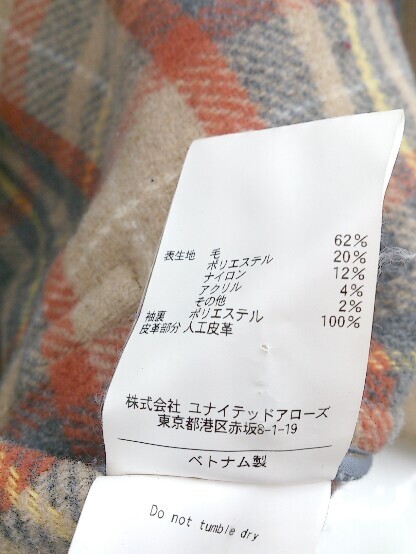 表生地 毛 62%
ポリエステル 20%
ナイロン 12%
アクリル 4%
その他 2%
袖裏 ポリエステル 100%
皮革部分 人工皮革
株式会社 ユナイテッドアローズ
東京都港区赤坂8-1-19
ベトナム製
Do not tumble dry